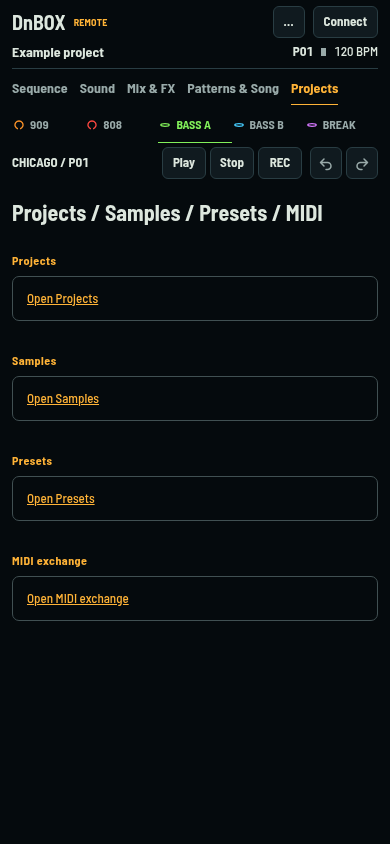 DnBOX REMOTE ... Connect
Example project P01 120 BPM
Sequence Sound Mix & FX Patterns & Song Projects
909 808 BASS A BASS B BREAK
CHICAGO / P01 Play Stop REC
Projects / Samples / Presets / MIDI
Projects
Open Projects
Samples
Open Samples
Presets
Open Presets
MIDI exchange
Open MIDI exchange